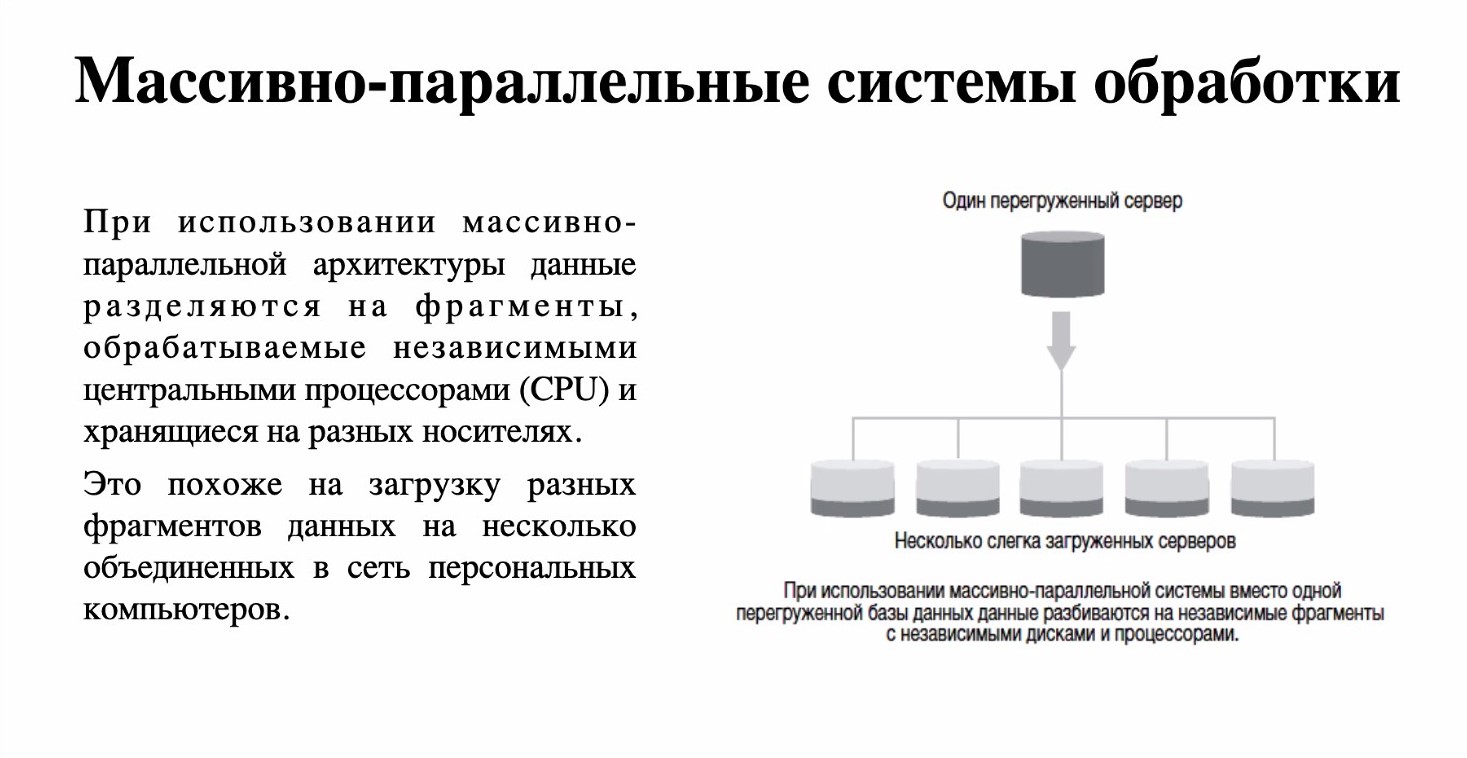 Массивно-параллельные системы обработки
При использовании массивно-
параллельной архитектуры данные
разделяются на фрагменты,
обрабатываемые независимыми
центральными процессорами (CPU) и
хранящиеся на разных носителях.
Это похоже на загрузку разных
фрагментов данных на несколько
объединенных в сеть персональных
компьютеров.
Один перегруженный сервер
Несколько слегка загруженных серверов
При использовании массивно-параллельной системы вместо одной
перегруженной базы данных данные разбиваются на независимые фрагменты
с независимыми дисками и процессорами.